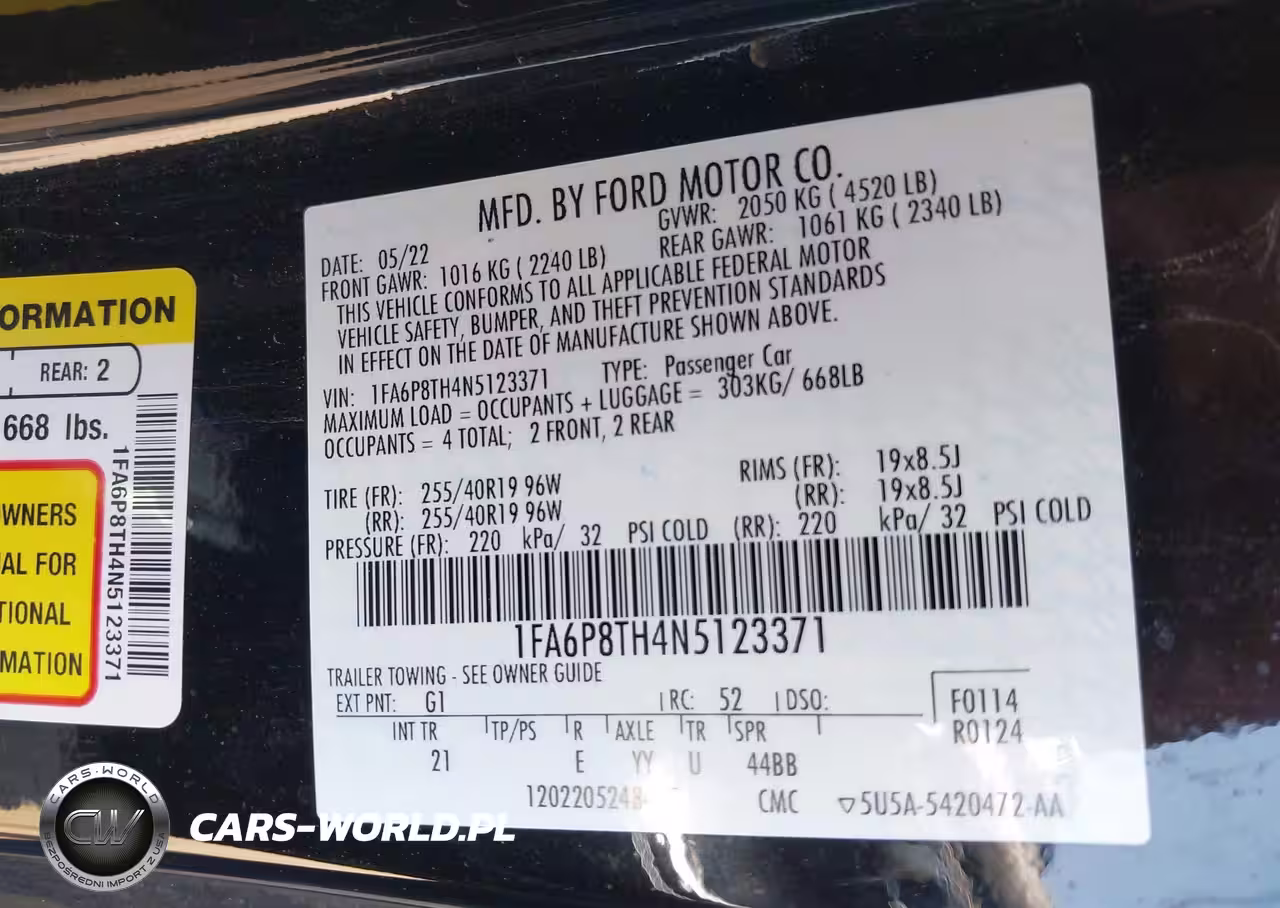 ORMATION
REAR: 2
668 lbs.
1FA6P8TH4N5123371
WNERS
AL FOR
TIONAL
MATION
MFD. BY FORD MOTOR CO.
DATE: 05/22 GVWR: 2050 KG ( 4520 LB)
FRONT GAWR: 1016 KG ( 2240 LB) REAR GAWR: 1061 KG ( 2340 LB)
THIS VEHICLE CONFORMS TO ALL APPLICABLE FEDERAL MOTOR
VEHICLE SAFETY, BUMPER, AND THEFT PREVENTION STANDARDS
IN EFFECT ON THE DATE OF MANUFACTURE SHOWN ABOVE.
VIN: 1FA6P8TH4N5123371 TYPE: Passenger Car
MAXIMUM LOAD = OCCUPANTS + LUGGAGE = 303KG/ 668LB
OCCUPANTS = 4 TOTAL; 2 FRONT, 2 REAR
TIRE (FR): 255/40R19 96W RIMS (FR): 19x8.5J
(RR): 255/40R19 96W (RR): 19x8.5J
PRESSURE (FR): 220 kPa/ 32 PSI COLD (RR): 220 kPa/ 32 PSI COLD
1FA6P8TH4N5123371
TRAILER TOWING - SEE OWNER GUIDE
EXT PNT: G1 RC: 52 DSO: F0114
INT TR TP/PS R AXLE TR SPR R0124
21 E YY U 44BB
CMC ▽5U5A-5420472-AA
CARS-WORLD
CW
BEZPOŚREDNI IMPORT Z USA
CARS-WORLD.PL